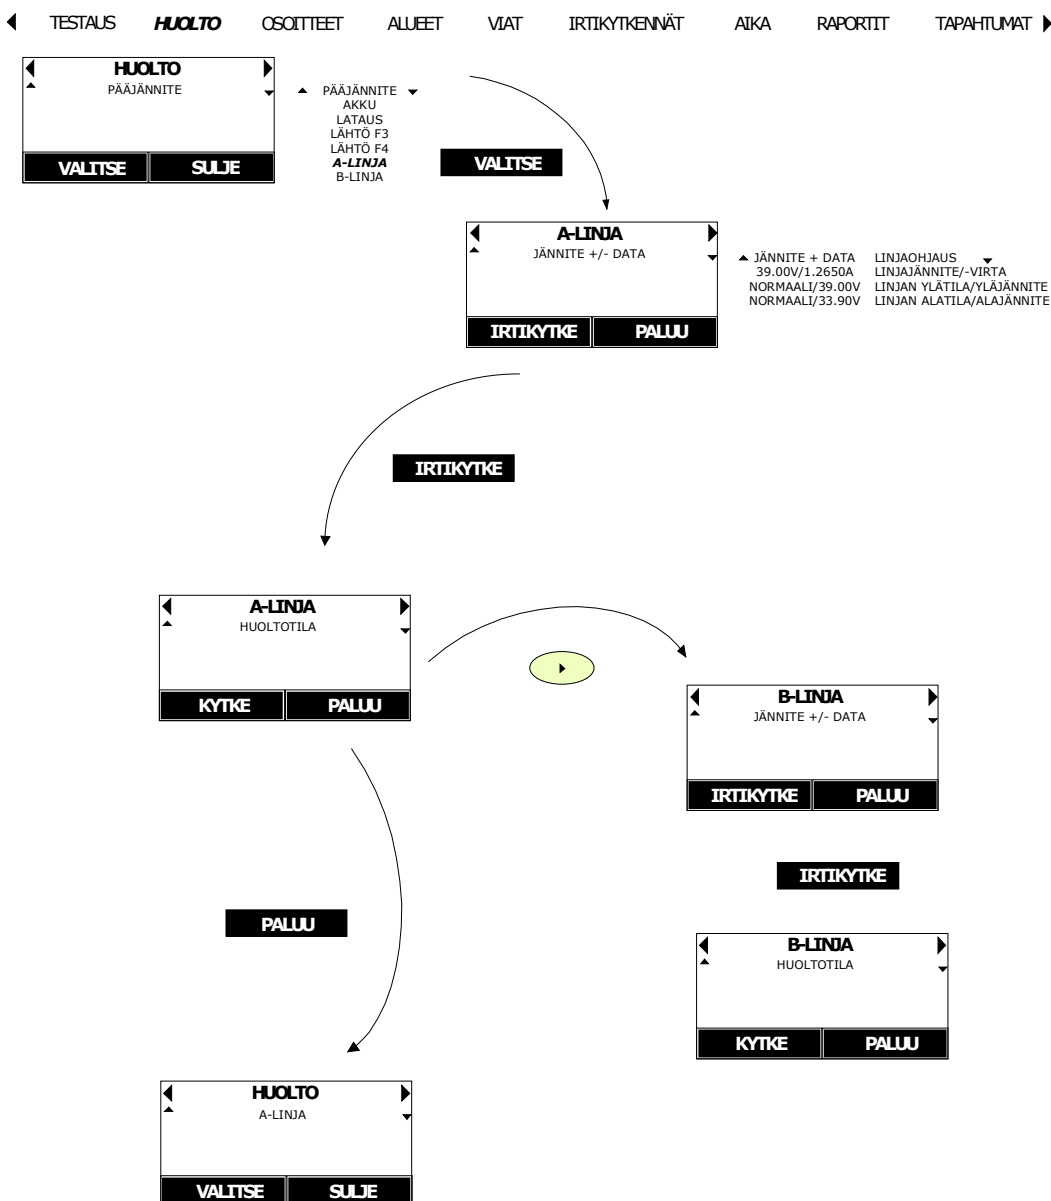 TESTAUS HUOLTO OSOITTEET ALUEET VIAT IRTIKYTKENNÄT AIKA RAPORTIT TAPAHTUMAT
HUOLTO
PÄÄJÄNNITE
VALITSE SULJE
PÄÄJÄNNITE
AKKU
LATAUS
LÄHTÖ F3
LÄHTÖ F4
A-LINJA
B-LINJA
VALITSE
A-LINJA
JÄNNITE +/- DATA
IRTIKYTKE PALUU
JÄNNITE + DATA LINJAOHJAUS
39.00V/1.2650A LINJAJÄNNITE/-VIRTA
NORMAALI/39.00V LINJAN YLÄTILA/YLÄJÄNNITE
NORMAALI/33.90V LINJAN ALATILA/ALAJÄNNITE
IRTIKYTKE
A-LINJA
HUOLTOTILA
KYTKE PALUU
B-LINJA
JÄNNITE +/- DATA
IRTIKYTKE PALUU
IRTIKYTKE
PALUU
B-LINJA
HUOLTOTILA
KYTKE PALUU
HUOLTO
A-LINJA
VALITSE SULJE